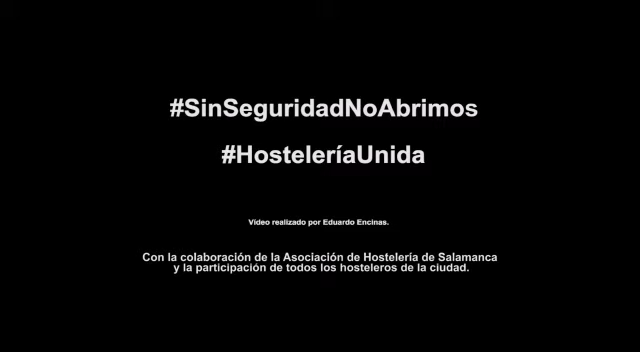 #SinSeguridadNoAbrimos
#HosteleríaUnida
Vídeo realizado por Eduardo Encinas.
Con la colaboración de la Asociación de Hostelería de Salamanca
y la participación de todos los hosteleros de la ciudad.